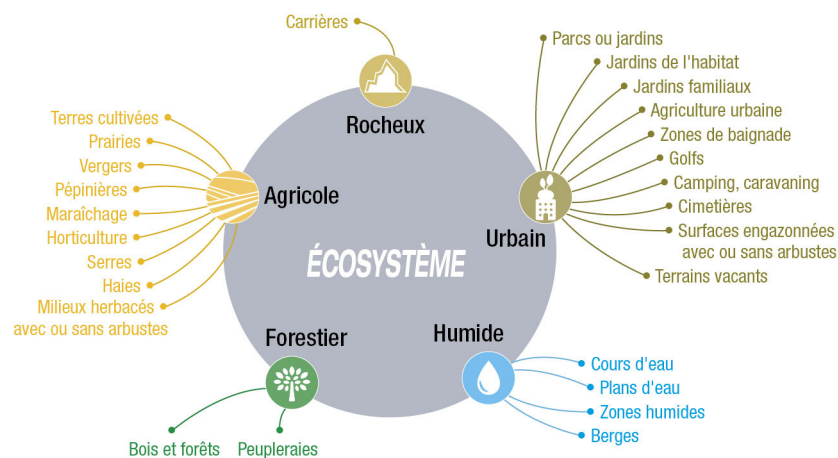 Carrières
Rocheux
Parcs ou jardins
Jardins de l'habitat
Jardins familiaux
Agriculture urbaine
Zones de baignade
Golfs
Camping, caravaning
Cimetières
Surfaces engazonnées
avec ou sans arbustes
Terrains vacants
Urbain
Terres cultivées
Prairies
Vergers
Pépinières
Maraîchage
Horticulture
Serres
Haies
Milieux herbacés
avec ou sans arbustes
Agricole
ÉCOSYSTÈME
Forestier
Bois et forêts
Peupleraies
Humide
Cours d'eau
Plans d'eau
Zones humides
Berges